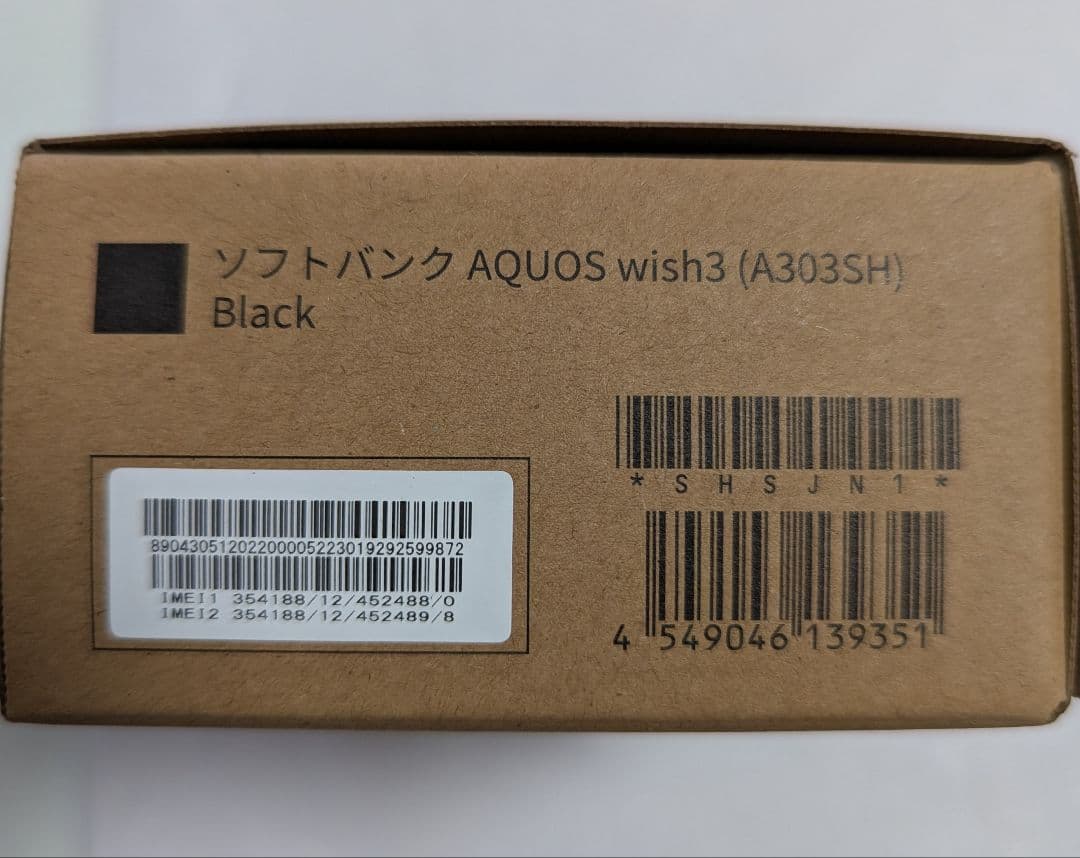 ソフトバンク AQUOS wish3 (A303SH)
Black
*SHSJN1*
89043051202200005223019292599872
IMEI1 354188/12/452488/0
IMEI2 354188/12/452489/8
4 549046 139351